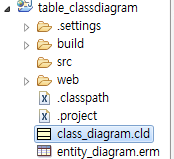 table_classdiagram
.settings
build
src
web
.classpath
.project
class_diagram.cld
entity_diagram.erm